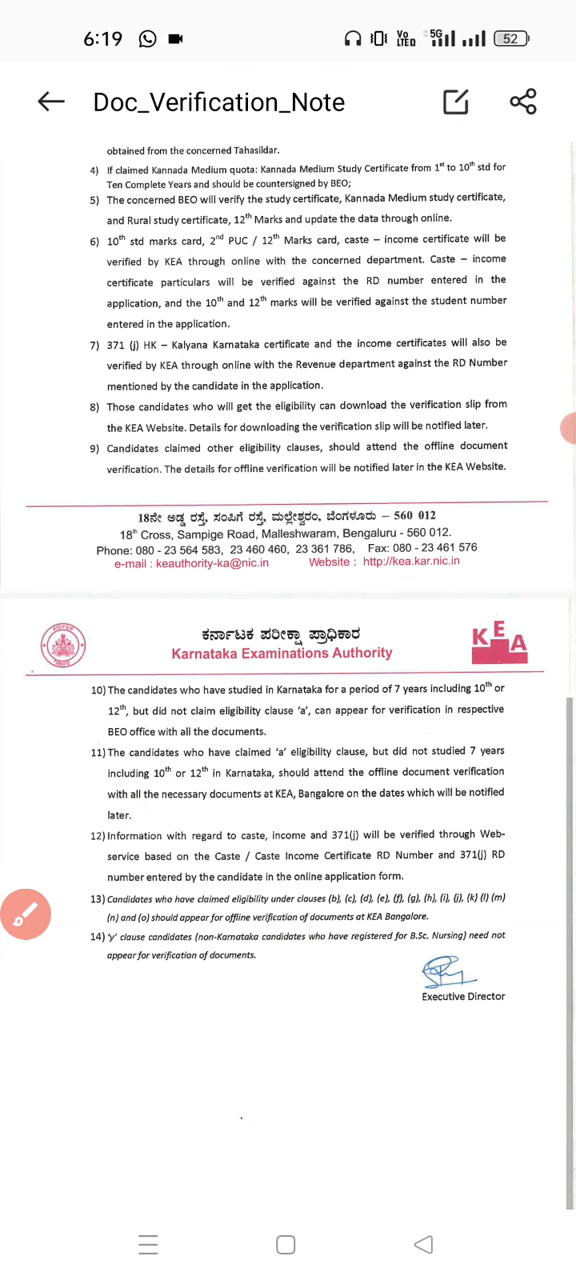 6:19
Vo
LTED
5G
52
Doc_Verification_Note
obtained from the concerned Tahasildar.
4) If claimed Kannada Medium quota: Kannada Medium Study Certificate from 1st to 10th std for
Ten Complete Years and should be countersigned by BEO;
5) The concerned BEO will verify the study certificate, Kannada Medium study certificate,
and Rural study certificate, 12th Marks and update the data through online.
6) 10th std marks card, 2nd PUC / 12th Marks card, caste – income certificate will be
verified by KEA through online with the concerned department. Caste – income
certificate particulars will be verified against the RD number entered in the
application, and the 10th and 12th marks will be verified against the student number
entered in the application.
7) 371 (j) HK – Kalyana Karnataka certificate and the income certificates will also be
verified by KEA through online with the Revenue department against the RD Number
mentioned by the candidate in the application.
8) Those candidates who will get the eligibility can download the verification slip from
the KEA Website. Details for downloading the verification slip will be notified later.
9) Candidates claimed other eligibility clauses, should attend the offline document
verification. The details for offline verification will be notified later in the KEA Website.
18ನೇ ಅಡ್ಡ ರಸ್ತೆ, ಸಂಪಿಗೆ ರಸ್ತೆ, ಮಲ್ಲೇಶ್ವರಂ, ಬೆಂಗಳೂರು – 560 012
18th Cross, Sampige Road, Malleshwaram, Bengaluru - 560 012.
Phone: 080 - 23 564 583, 23 460 460, 23 361 786, Fax: 080 - 23 461 576
e-mail : keauthority-ka@nic.in Website : http://kea.kar.nic.in
ಕರ್ನಾಟಕ ಪರೀಕ್ಷಾ ಪ್ರಾಧಿಕಾರ
Karnataka Examinations Authority
KEA
10) The candidates who have studied in Karnataka for a period of 7 years including 10th or
12th, but did not claim eligibility clause ‘a’, can appear for verification in respective
BEO office with all the documents.
11) The candidates who have claimed ‘a’ eligibility clause, but did not studied 7 years
including 10th or 12th in Karnataka, should attend the offline document verification
with all the necessary documents at KEA, Bangalore on the dates which will be notified
later.
12) Information with regard to caste, income and 371(j) will be verified through Web-
service based on the Caste / Caste Income Certificate RD Number and 371(j) RD
number entered by the candidate in the online application form.
13) Candidates who have claimed eligibility under clauses (b), (c), (d), (e), (f), (g), (h), (i), (j), (k) (l) (m)
(n) and (o) should appear for offline verification of documents at KEA Bangalore.
14) ‘y’ clause candidates (non-Karnataka candidates who have registered for B.Sc. Nursing) need not
appear for verification of documents.
Executive Director